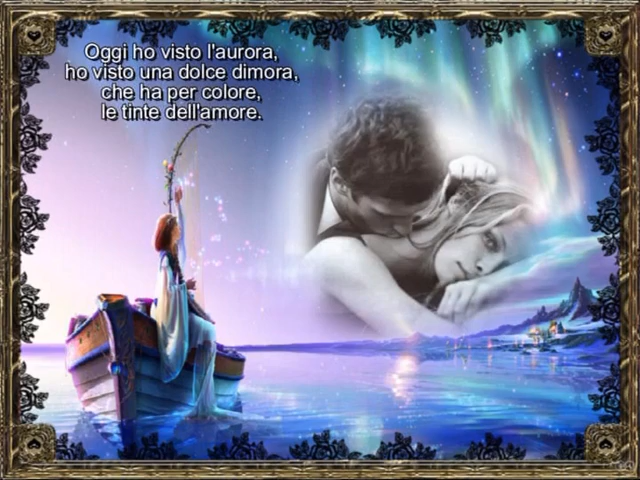 Oggi ho visto l'aurora,
ho visto una dolce dimora,
che ha per colore,
le tinte dell'amore.